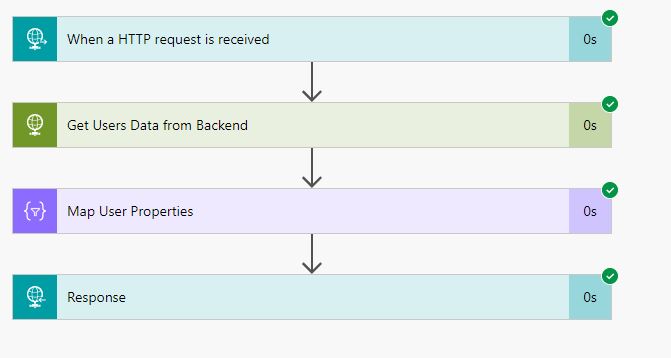 When a HTTP request is received 0s
Get Users Data from Backend 0s
Map User Properties 0s
Response 0s